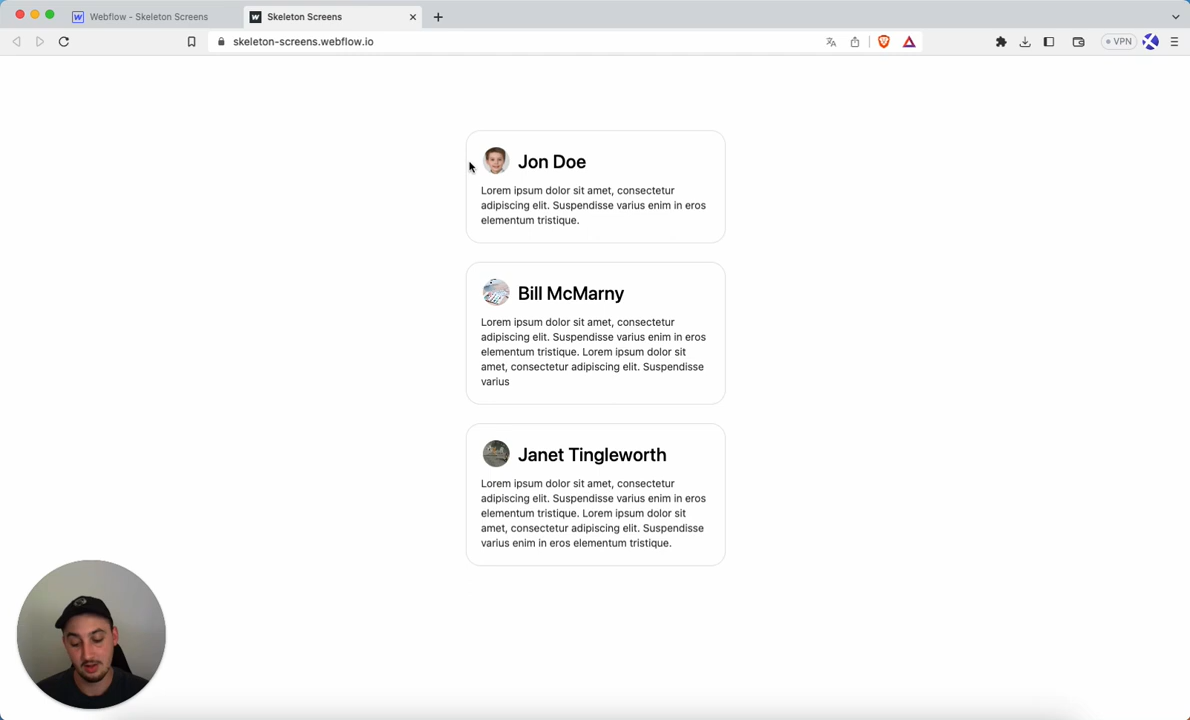 Webflow - Skeleton Screens
Skeleton Screens
skeleton-screens.webflow.io
VPN
Jon Doe
Lorem ipsum dolor sit amet, consectetur
adipiscing elit. Suspendisse varius enim in eros
elementum tristique.
Bill McMarny
Lorem ipsum dolor sit amet, consectetur
adipiscing elit. Suspendisse varius enim in eros
elementum tristique. Lorem ipsum dolor sit
amet, consectetur adipiscing elit. Suspendisse
varius
Janet Tingleworth
Lorem ipsum dolor sit amet, consectetur
adipiscing elit. Suspendisse varius enim in eros
elementum tristique. Lorem ipsum dolor sit
amet, consectetur adipiscing elit. Suspendisse
varius enim in eros elementum tristique.